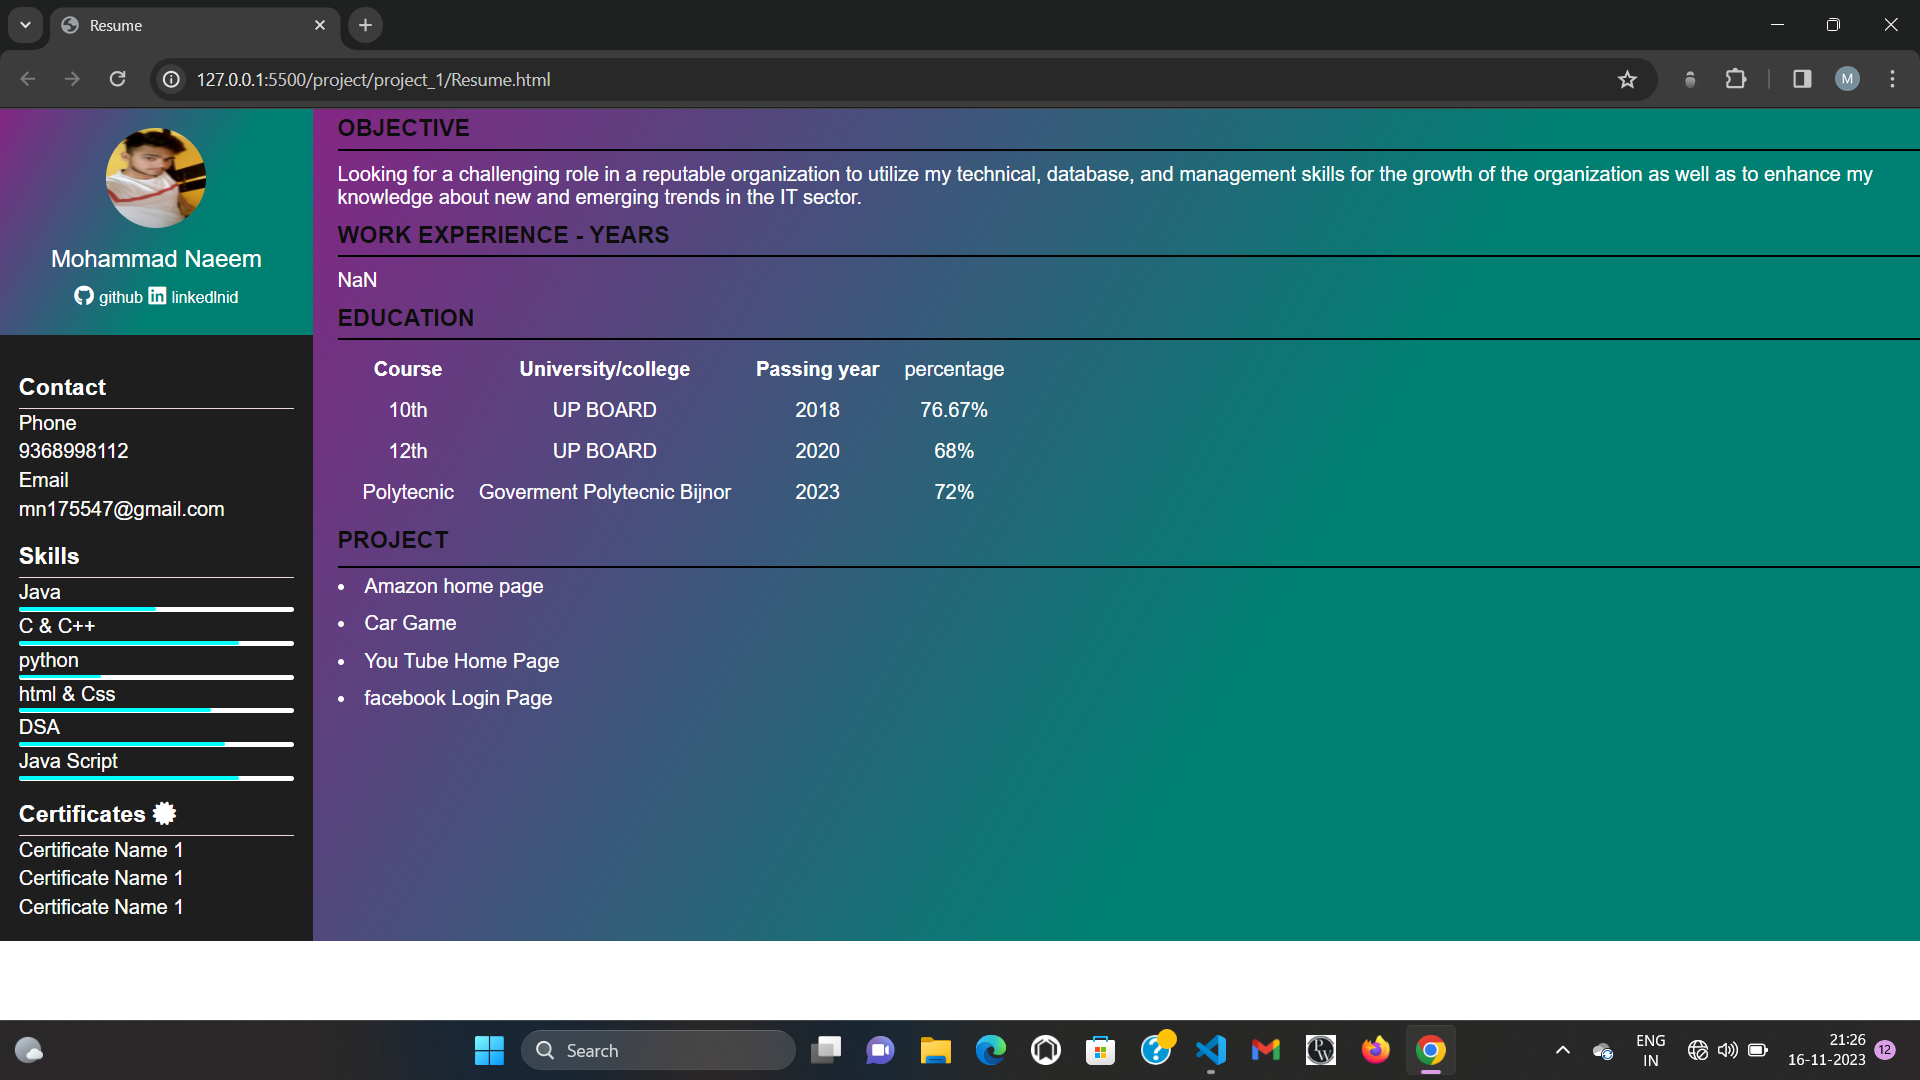 Resume
127.0.0.1:5500/project/project_1/Resume.html
M
Mohammad Naeem
github linkedInid
Contact
Phone
9368998112
Email
mn175547@gmail.com
Skills
Java
C & C++
python
html & Css
DSA
Java Script
Certificates
Certificate Name 1
Certificate Name 1
Certificate Name 1
OBJECTIVE
Looking for a challenging role in a reputable organization to utilize my technical, database, and management skills for the growth of the organization as well as to enhance my
knowledge about new and emerging trends in the IT sector.
WORK EXPERIENCE - YEARS
NaN
EDUCATION
Course University/college Passing year percentage
10th UP BOARD 2018 76.67%
12th UP BOARD 2020 68%
Polytecnic Goverment Polytecnic Bijnor 2023 72%
PROJECT
Amazon home page
Car Game
You Tube Home Page
facebook Login Page
Search
ENG
IN
21:26
16-11-2023
12